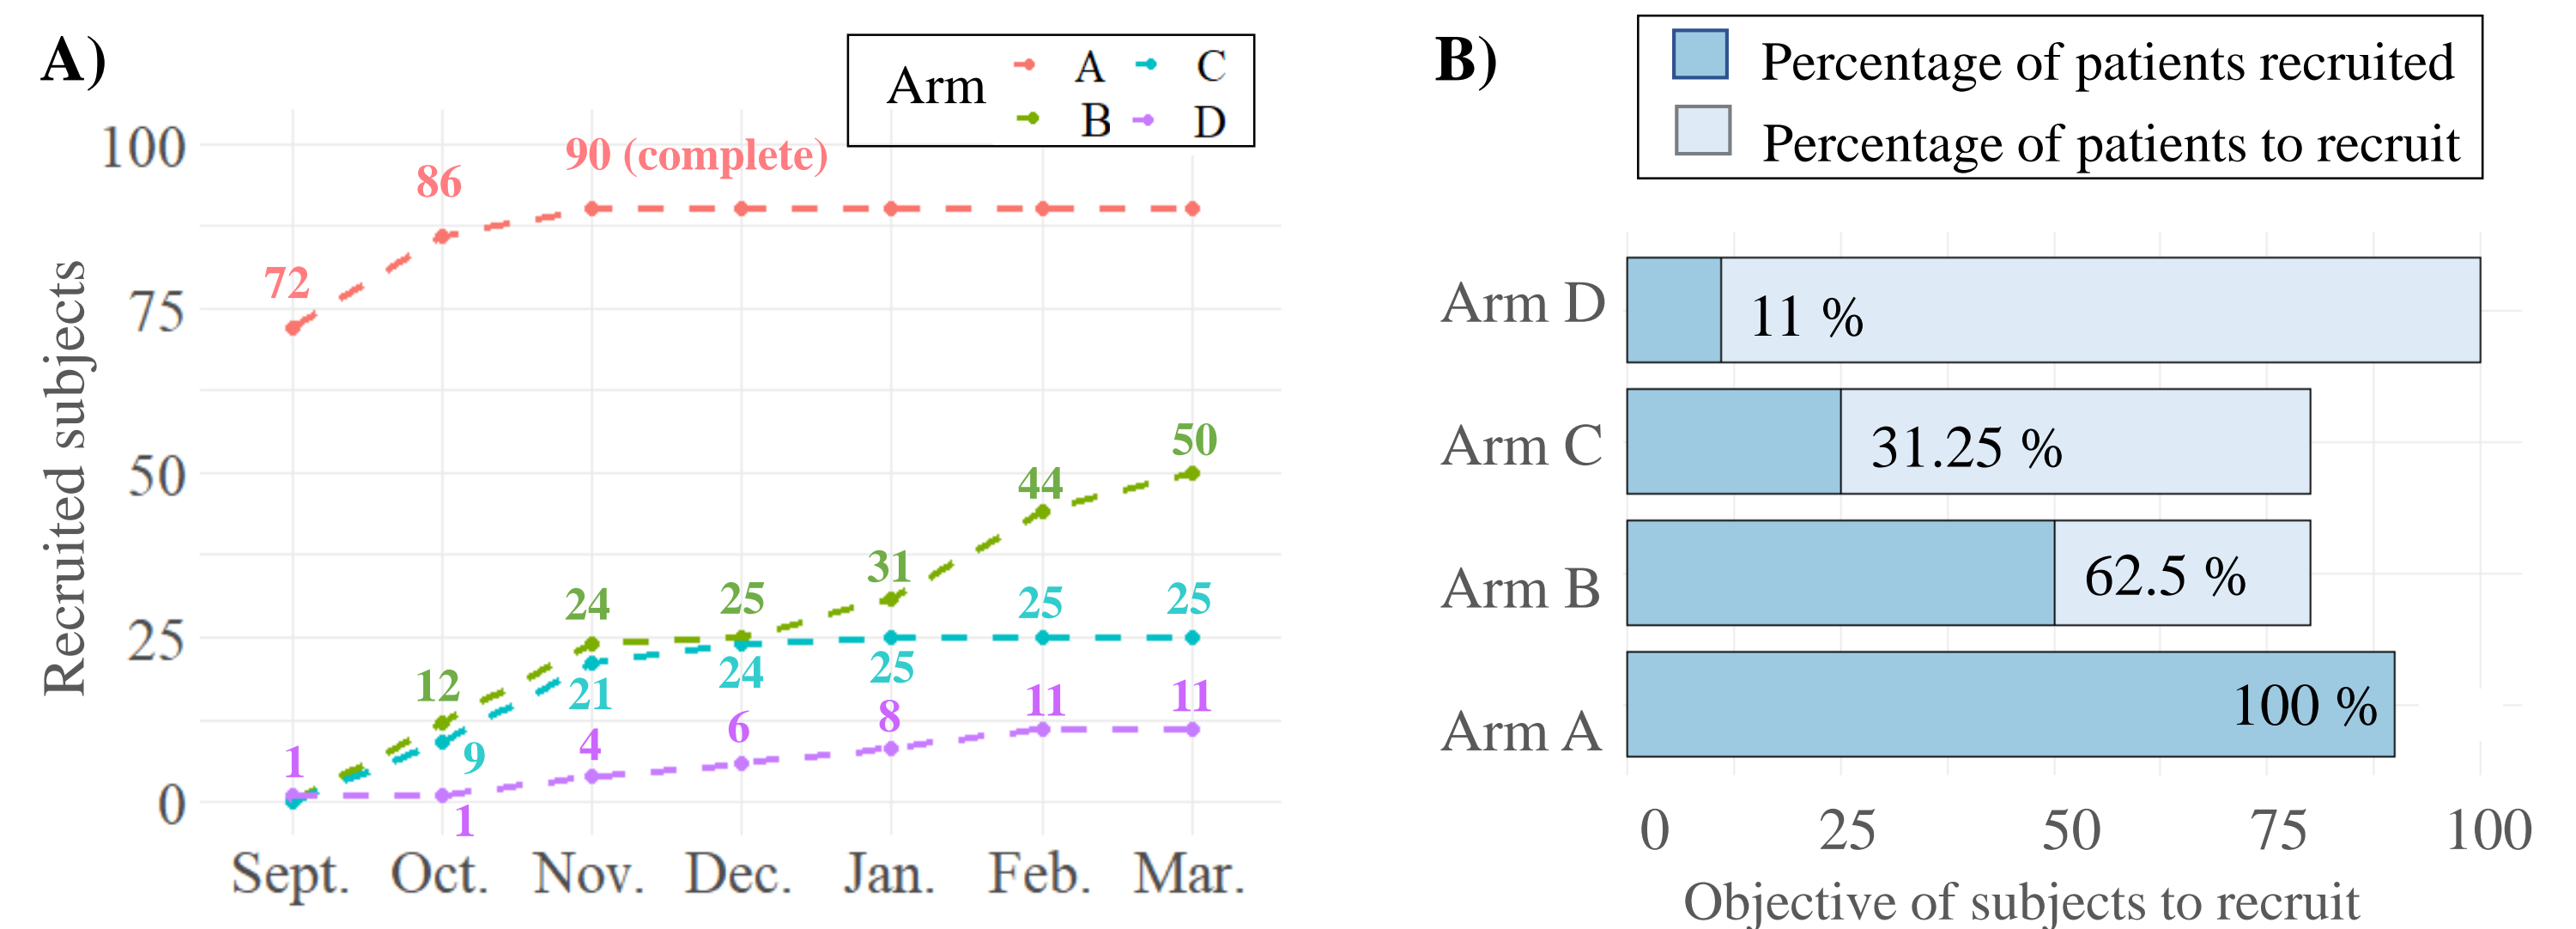 A)
Arm A C
B D
100
75
50
25
0
Recruited subjects
72
86
90 (complete)
12
24
25
31
44
50
9
21
24
25
25
25
1
1
4
6
8
11
11
Sept. Oct. Nov. Dec. Jan. Feb. Mar.
B)
Percentage of patients recruited
Percentage of patients to recruit
Arm D 11 %
Arm C 31.25 %
Arm B 62.5 %
Arm A 100 %
0 25 50 75 100
Objective of subjects to recruit